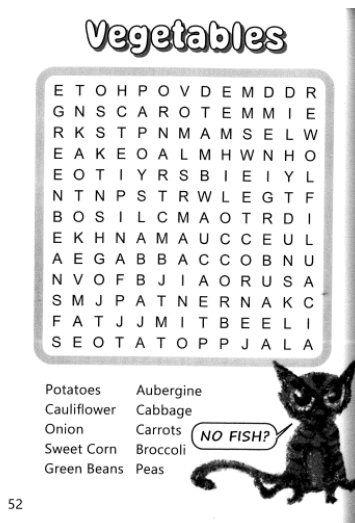 Vegetables
E T O H P O V D E M D D R
G N S C A R O T E M M I E
R K S T P N M A M S E L W
E A K E O A L M H W N H O
E O T I Y R S B I E I Y L
N T N P S T R W L E G T F
B O S I L C M A O T R D I
E K H N A M A U C C E U L
A E G A B B A C C O B N U
N V O F B J I A O R U S A
S M J P A T N E R N A K C
F A T J J M I T B E E L I
S E O T A T O P P J A L A
Potatoes Aubergine
Cauliflower Cabbage
Onion Carrots
NO FISH?
Sweet Corn Broccoli
Green Beans Peas
52